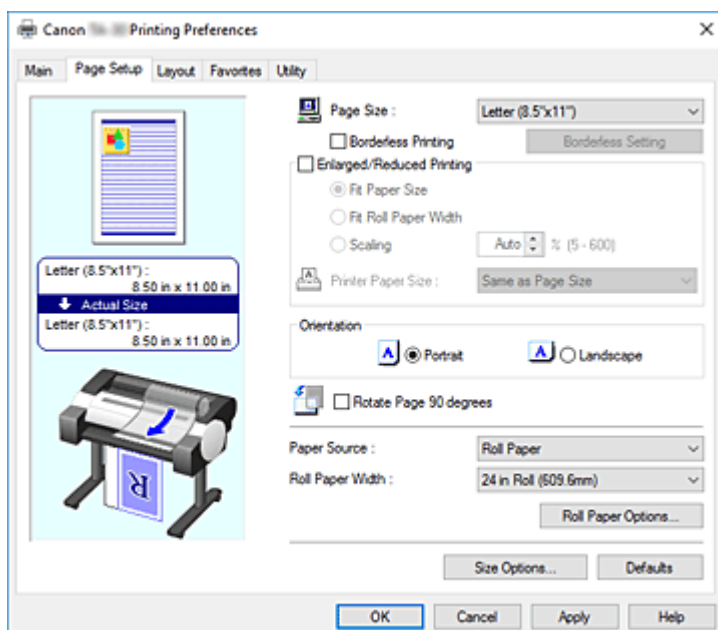 Canon Printing Preferences
Main Page Setup Layout Favorites Utility
Page Size : Letter (8.5"x11")
Borderless Printing Borderless Setting
Enlarged/Reduced Printing
Fit Paper Size
Fit Roll Paper Width
Scaling Auto % (5 - 600)
Printer Paper Size : Same as Page Size
Letter (8.5"x11") :
8.50 in x 11.00 in
Actual Size
Letter (8.5"x11") :
8.50 in x 11.00 in
Orientation
A Portrait A Landscape
Rotate Page 90 degrees
R
Paper Source : Roll Paper
Roll Paper Width : 24 in Roll (609.6mm)
Roll Paper Options...
Size Options... Defaults
OK Cancel Apply Help